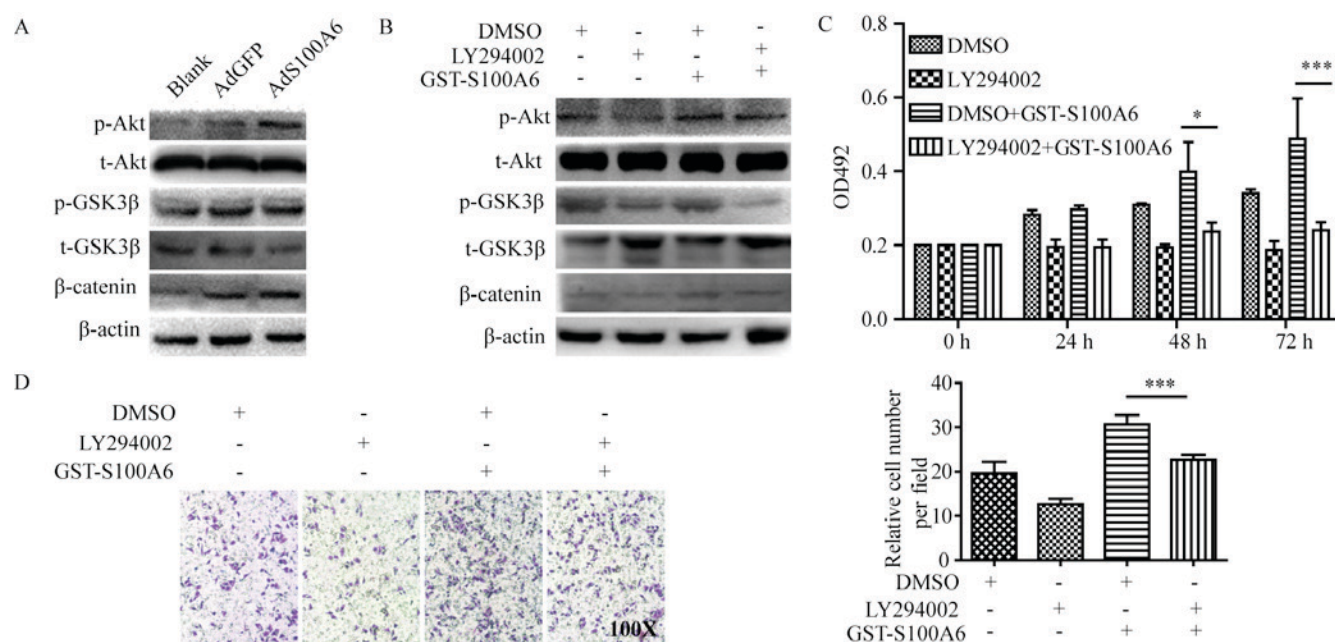 A
Blank AdGFP AdS100A6
p-Akt
t-Akt
p-GSK3β
t-GSK3β
β-catenin
β-actin
B
DMSO + - + -
LY294002 - + - +
GST-S100A6 - - + +
p-Akt
t-Akt
p-GSK3β
t-GSK3β
β-catenin
β-actin
C
0.8
0.6
0.4
0.2
0.0
OD492
DMSO
LY294002
DMSO+GST-S100A6
LY294002+GST-S100A6
*
***
0 h 24 h 48 h 72 h
D
DMSO + - + -
LY294002 - + - +
GST-S100A6 - - + +
100X
Relative cell number
per field
40
30
20
10
0
***
DMSO + - + -
LY294002 - + - +
GST-S100A6 - - + +